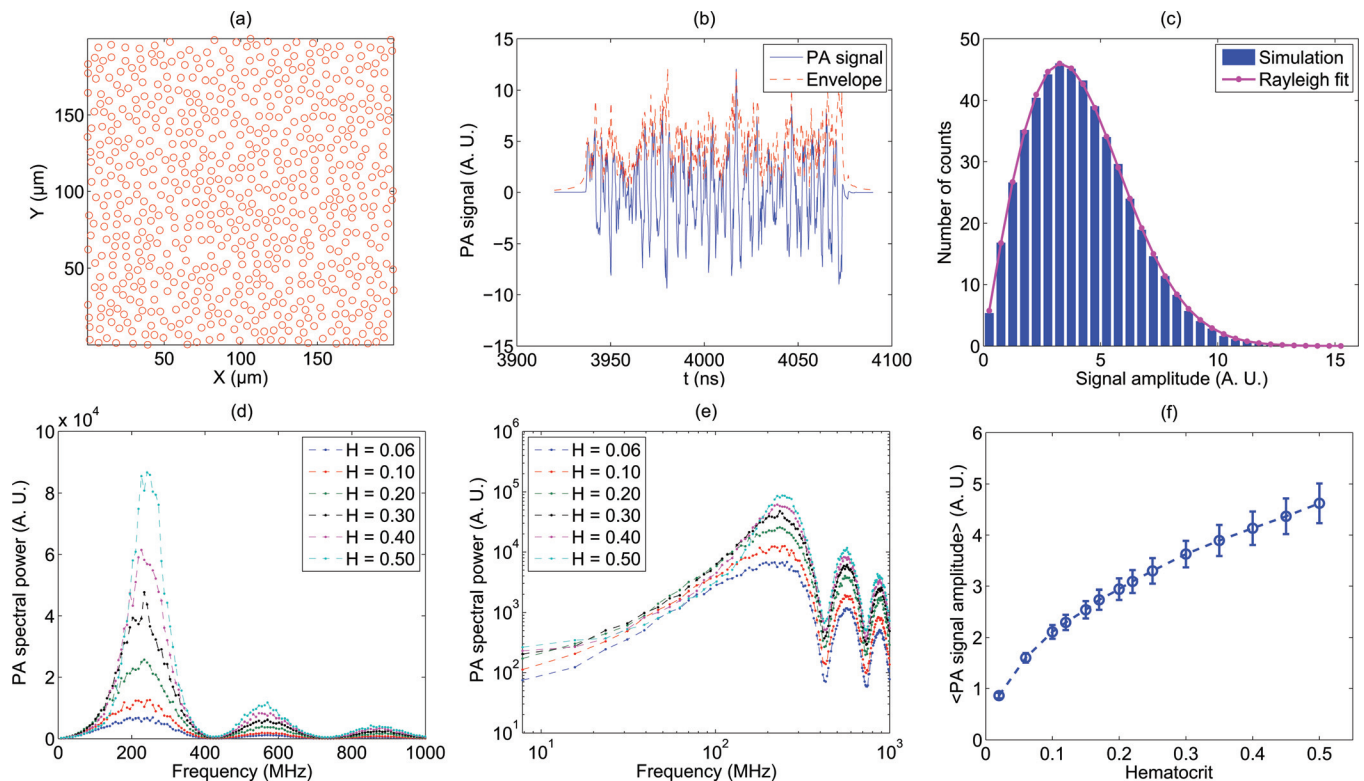 (a)
150
100
50
Y (µm)
50
100
150
X (µm)
(b)
15
10
5
0
−5
−10
−15
PA signal (A. U.)
PA signal
Envelope
3900
3950
4000
4050
4100
t (ns)
(c)
50
40
30
20
10
0
Number of counts
Simulation
Rayleigh fit
0
5
10
15
Signal amplitude (A. U.)
(d)
x 10^4
10
8
6
4
2
0
PA spectral power (A. U.)
H = 0.06
H = 0.10
H = 0.20
H = 0.30
H = 0.40
H = 0.50
0
200
400
600
800
1000
Frequency (MHz)
(e)
10^6
10^5
10^4
10^3
10^2
10^1
PA spectral power (A. U.)
H = 0.06
H = 0.10
H = 0.20
H = 0.30
H = 0.40
H = 0.50
10^1
10^2
10^3
Frequency (MHz)
(f)
6
5
4
3
2
1
0
<PA signal amplitude> (A. U.)
0
0.1
0.2
0.3
0.4
0.5
Hematocrit